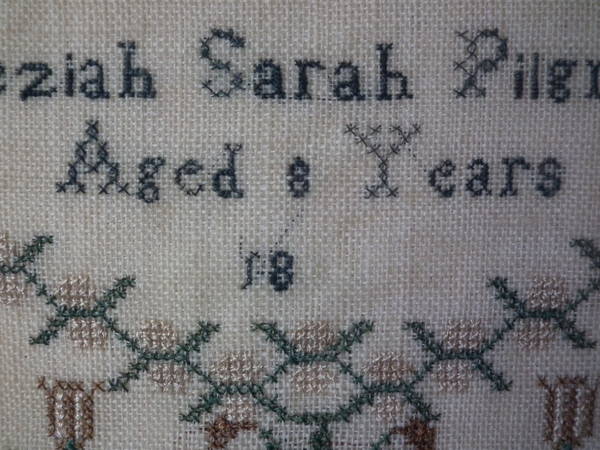 eziah Sarah Pilgr
Aged 8 Years
18